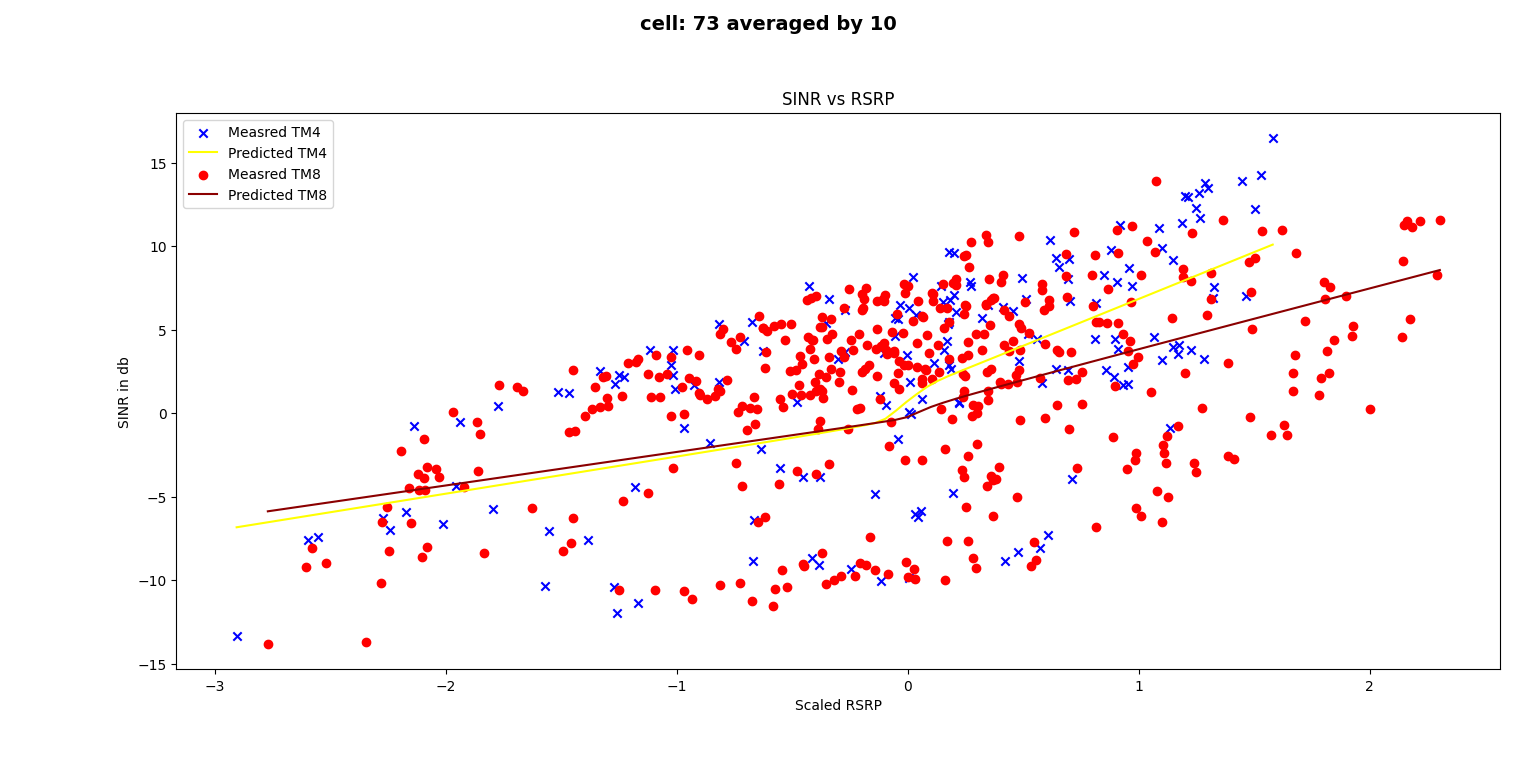 cell: 73 averaged by 10
SINR vs RSRP
Measred TM4
Predicted TM4
Measred TM8
Predicted TM8
SINR in db
15
10
5
0
−5
−10
−15
−3 −2 −1 0 1 2
Scaled RSRP